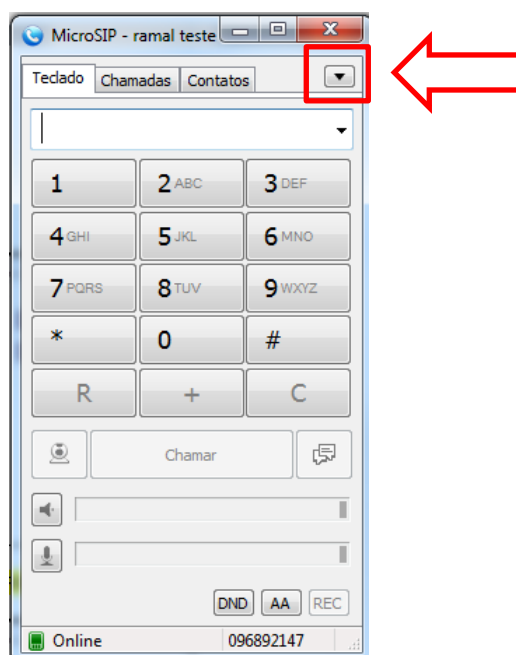 MicroSIP - ramal teste
Teclado Chamadas Contatos
1 2 ABC 3 DEF
4 GHI 5 JKL 6 MNO
7 PQRS 8 TUV 9 WXYZ
* 0 #
R + C
Chamar
DND AA REC
Online 096892147